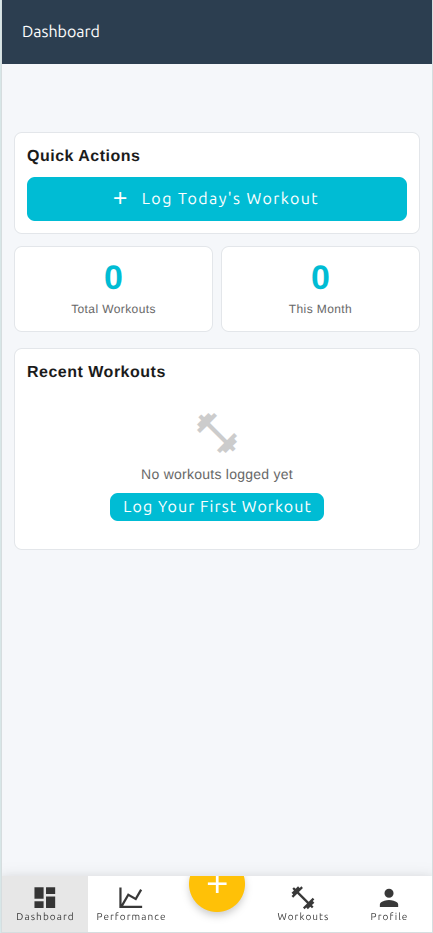 Dashboard
Quick Actions
+ Log Today's Workout
0
Total Workouts
0
This Month
Recent Workouts
No workouts logged yet
Log Your First Workout
+
Dashboard
Performance
Workouts
Profile